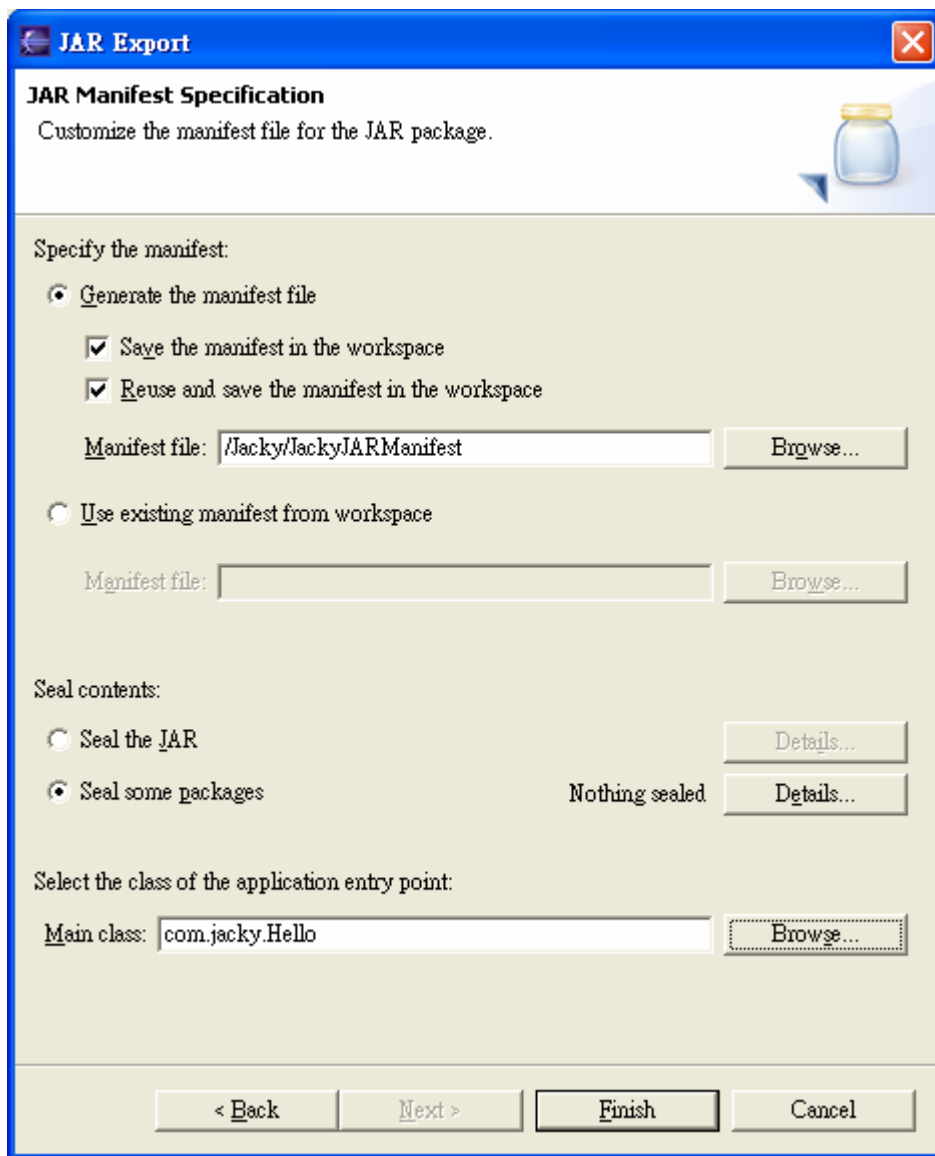 JAR Export
JAR Manifest Specification
Customize the manifest file for the JAR package.
Specify the manifest:
Generate the manifest file
Save the manifest in the workspace
Reuse and save the manifest in the workspace
Manifest file: /Jacky/JackyJARManifest Browse...
Use existing manifest from workspace
Manifest file: Browse...
Seal contents:
Seal the JAR Details...
Seal some packages Nothing sealed Details...
Select the class of the application entry point:
Main class: com.jacky.Hello Browse...
< Back Next > Finish Cancel